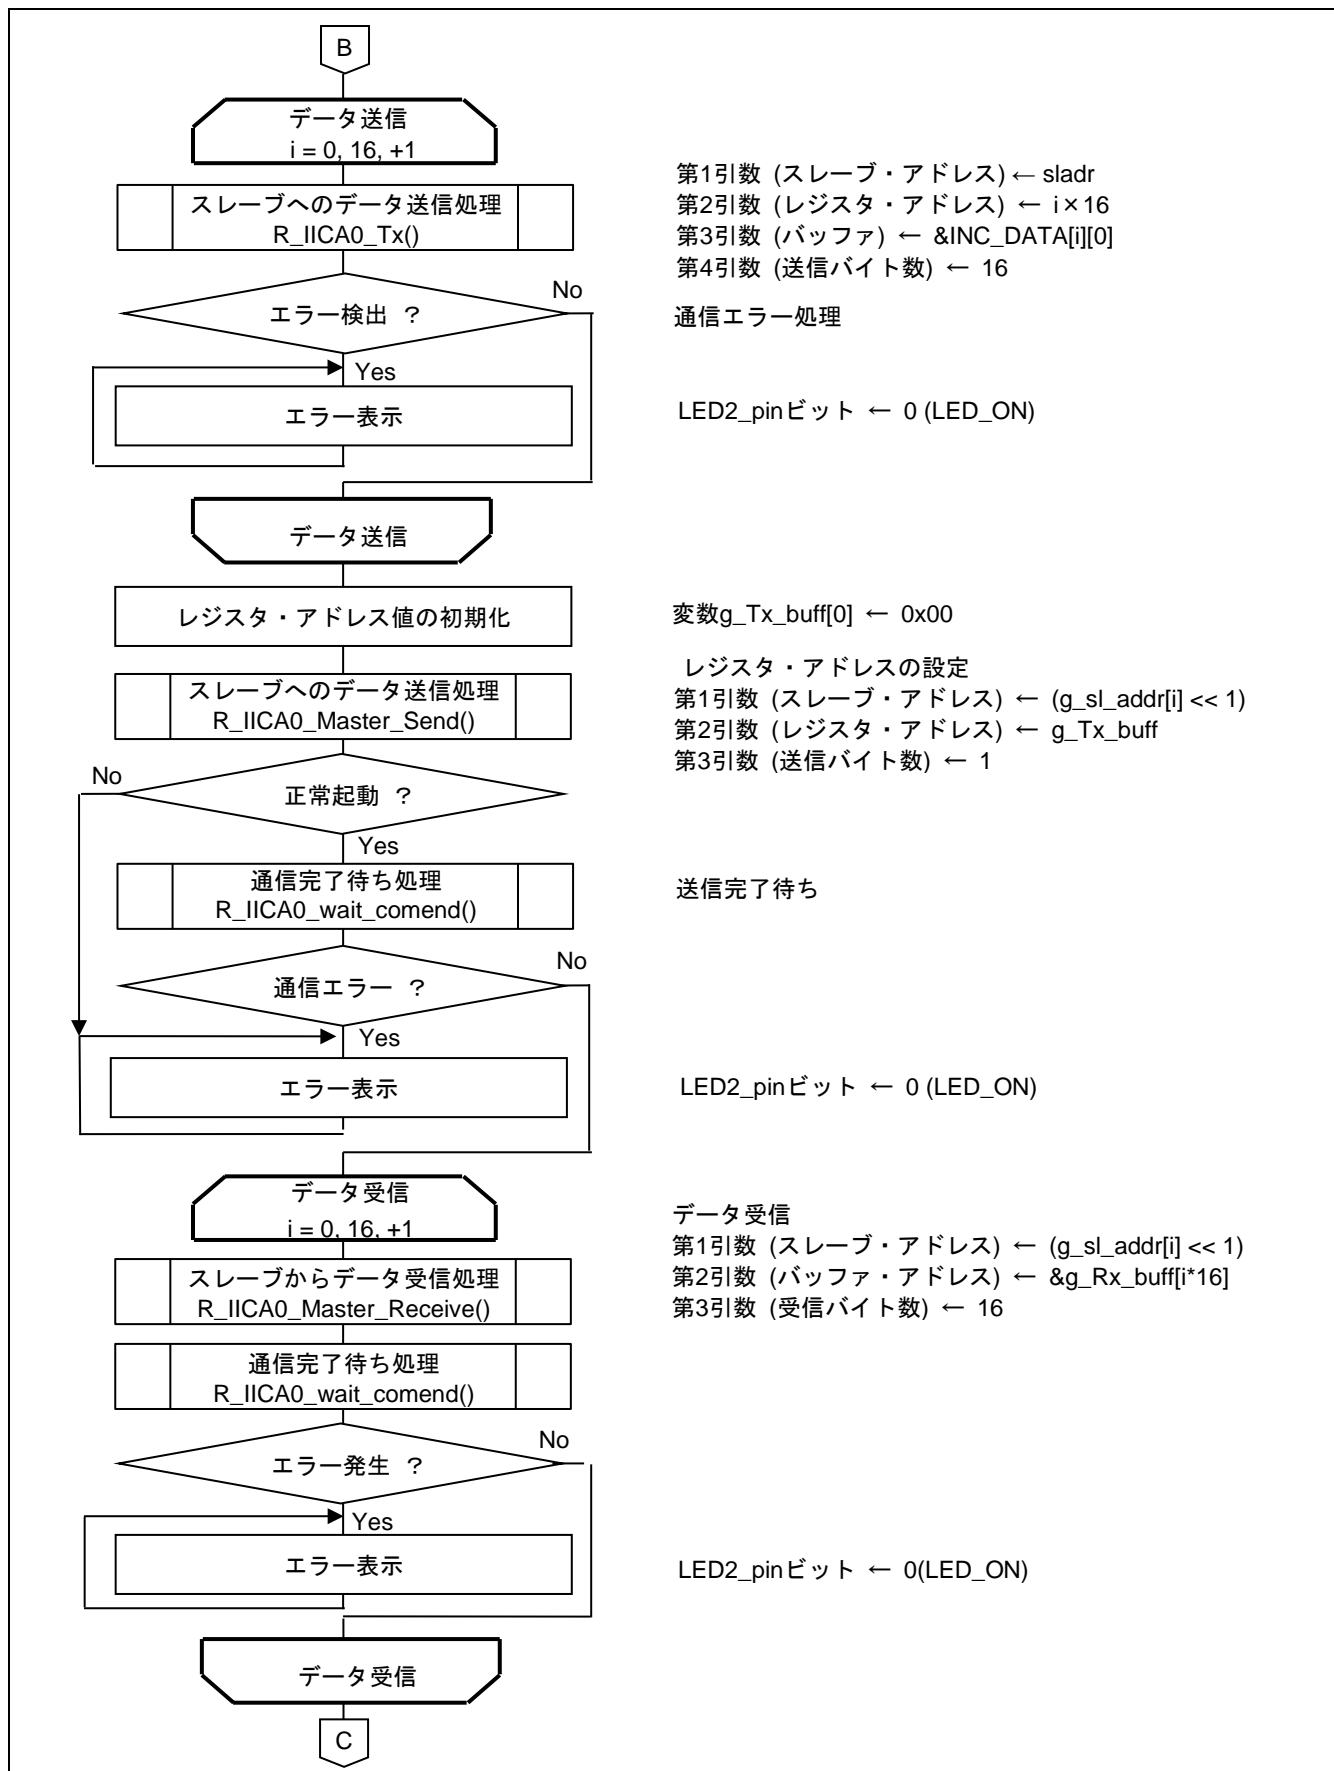 B
データ送信
i = 0, 16, +1
第1引数 (スレーブ・アドレス) ← sladr
スレーブへのデータ送信処理
第2引数 (レジスタ・アドレス) ← i×16
R_IICA0_Tx()
第3引数 (バッファ) ← &INC_DATA[i][0]
第4引数 (送信バイト数) ← 16
No
エラー検出 ?
通信エラー処理
Yes
エラー表示
LED2_pinビット ← 0 (LED_ON)
データ送信
レジスタ・アドレス値の初期化
変数g_Tx_buff[0] ← 0x00
レジスタ・アドレスの設定
スレーブへのデータ送信処理
第1引数 (スレーブ・アドレス) ← (g_sl_addr[i] << 1)
R_IICA0_Master_Send()
第2引数 (レジスタ・アドレス) ← g_Tx_buff
第3引数 (送信バイト数) ← 1
No
正常起動 ?
Yes
通信完了待ち処理
R_IICA0_wait_comend()
送信完了待ち
No
通信エラー ?
Yes
エラー表示
LED2_pinビット ← 0 (LED_ON)
データ受信
i = 0, 16, +1
データ受信
第1引数 (スレーブ・アドレス) ← (g_sl_addr[i] << 1)
スレーブからデータ受信処理
第2引数 (バッファ・アドレス) ← &g_Rx_buff[i*16]
R_IICA0_Master_Receive()
第3引数 (受信バイト数) ← 16
通信完了待ち処理
R_IICA0_wait_comend()
No
エラー発生 ?
Yes
エラー表示
LED2_pinビット ← 0(LED_ON)
データ受信
C